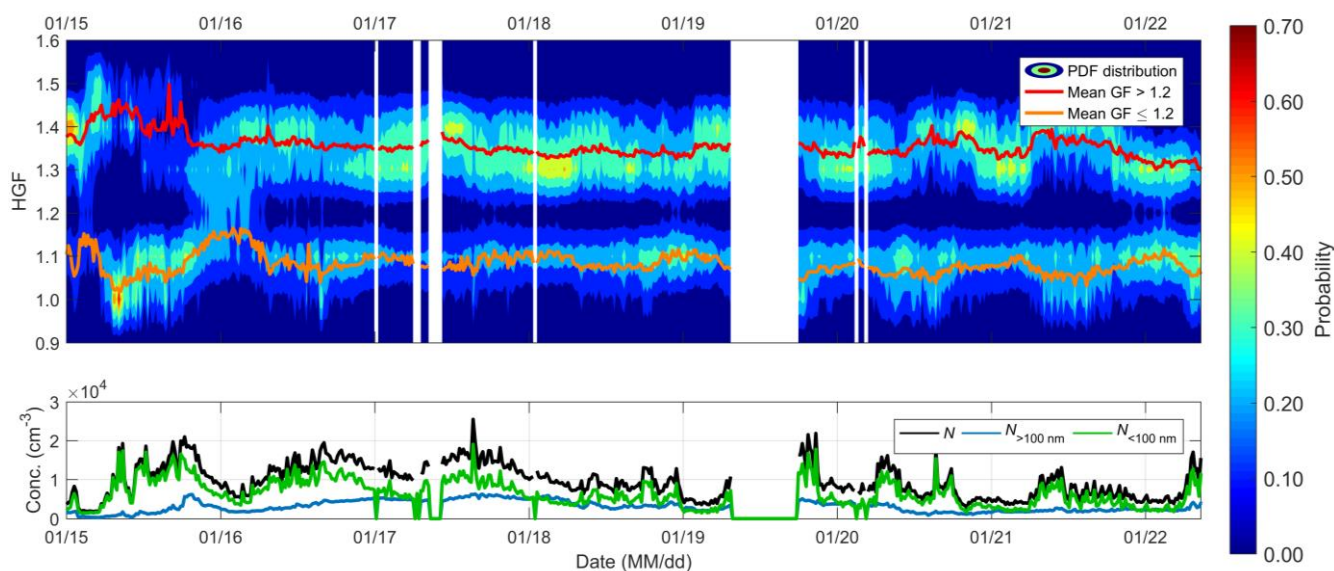 01/15 01/16 01/17 01/18 01/19 01/20 01/21 01/22
0.70
1.6
PDF distribution
Mean GF > 1.2
Mean GF ≤ 1.2
1.5
0.60
1.4
0.50
1.3
HGF
1.2
0.40
1.1
1.0
0.30
0.9
Probability
0.20
×10⁴
3
N N>100 nm N<100 nm
2
0.10
Conc. (cm⁻³)
1
0
0.00
01/15 01/16 01/17 01/18 01/19 01/20 01/21 01/22
Date (MM/dd)